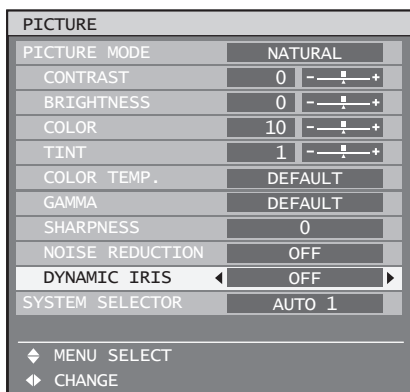 PICTURE
PICTURE MODE NATURAL
CONTRAST 0 - +
BRIGHTNESS 0 - +
COLOR 10 - +
TINT 1 - +
COLOR TEMP. DEFAULT
GAMMA DEFAULT
SHARPNESS 0
NOISE REDUCTION OFF
DYNAMIC IRIS OFF
SYSTEM SELECTOR AUTO 1
MENU SELECT
CHANGE